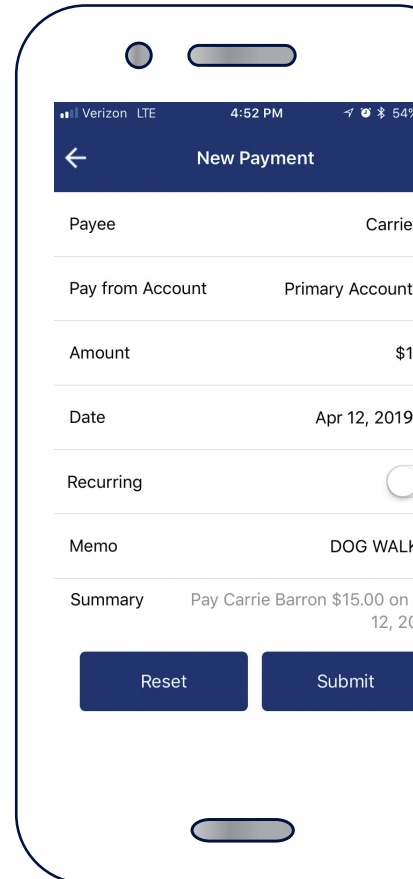 Verizon LTE 4:52 PM 54%
New Payment
Payee Carrie
Pay from Account Primary Account
Amount $1
Date Apr 12, 2019
Recurring
Memo DOG WALK
Summary Pay Carrie Barron $15.00 on
12, 20
Reset Submit